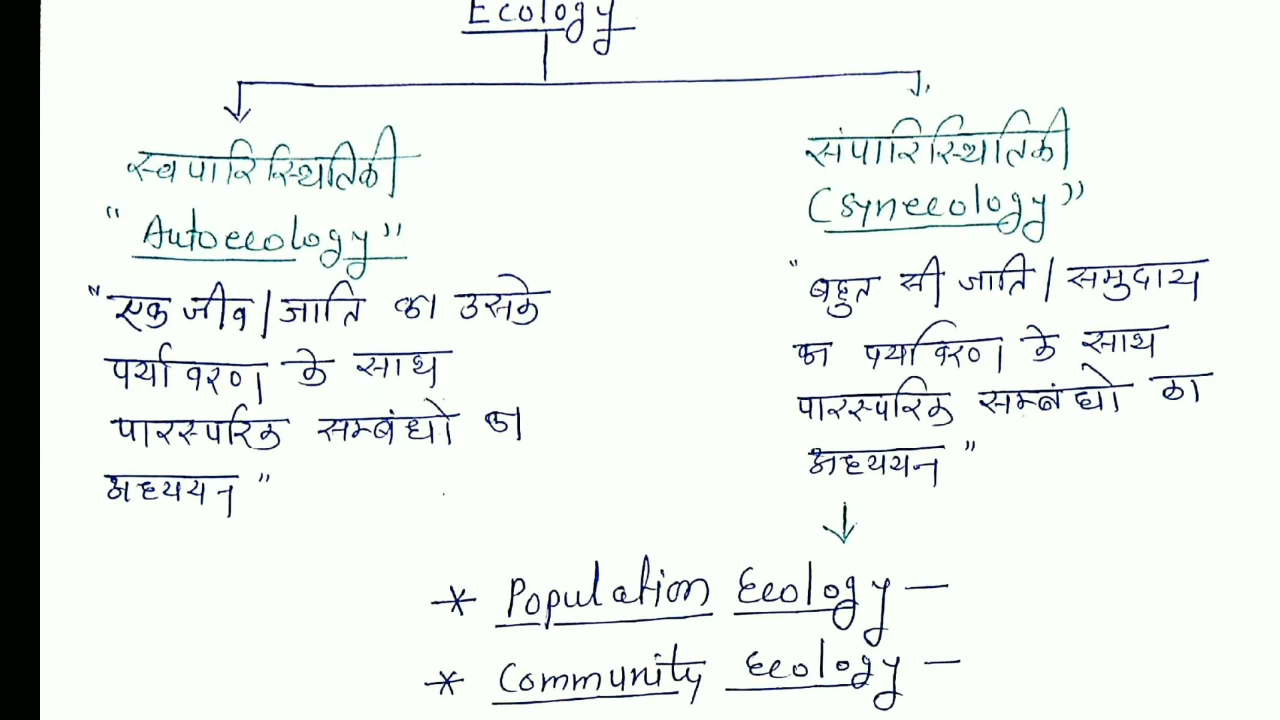 Ecology
स्वपारिस्थितिकी
"Autoecology"
"एक जीव/जाति का उसके
पर्यावरण के साथ
पारस्परिक सम्बंधो का
अध्ययन"
संपारिस्थितिकी
(Synecology"
"बहुत सी जाति/समुदाय
का पर्यावरण के साथ
पारस्परिक सम्बंधो का
अध्ययन"
* Population Ecology –
* Community Ecology –